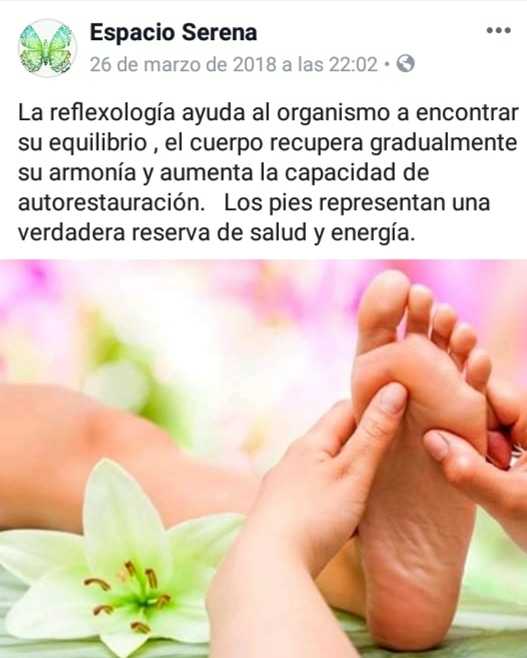 Espacio Serena
26 de marzo de 2018 a las 22:02 •
La reflexología ayuda al organismo a encontrar
su equilibrio , el cuerpo recupera gradualmente
su armonía y aumenta la capacidad de
autorestauración.   Los pies representan una
verdadera reserva de salud y energía.